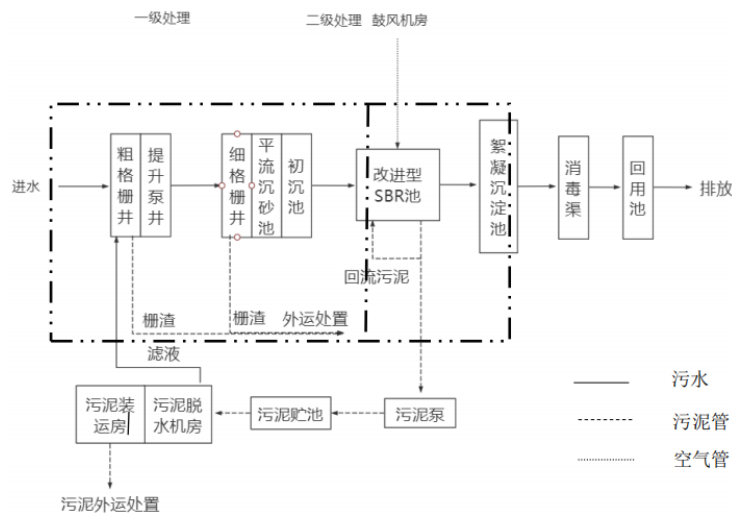 一级处理
二级处理 鼓风机房
进水
粗格栅井
提升泵井
细格栅井
平流沉砂池
初沉池
改进型
SBR池
絮凝沉淀池
消毒渠
回用池
排放
回流污泥
栅渣
栅渣
外运处置
滤液
污泥装
运房
污泥脱
水机房
污泥贮池
污泥泵
污泥外运处置
污水
污泥管
空气管